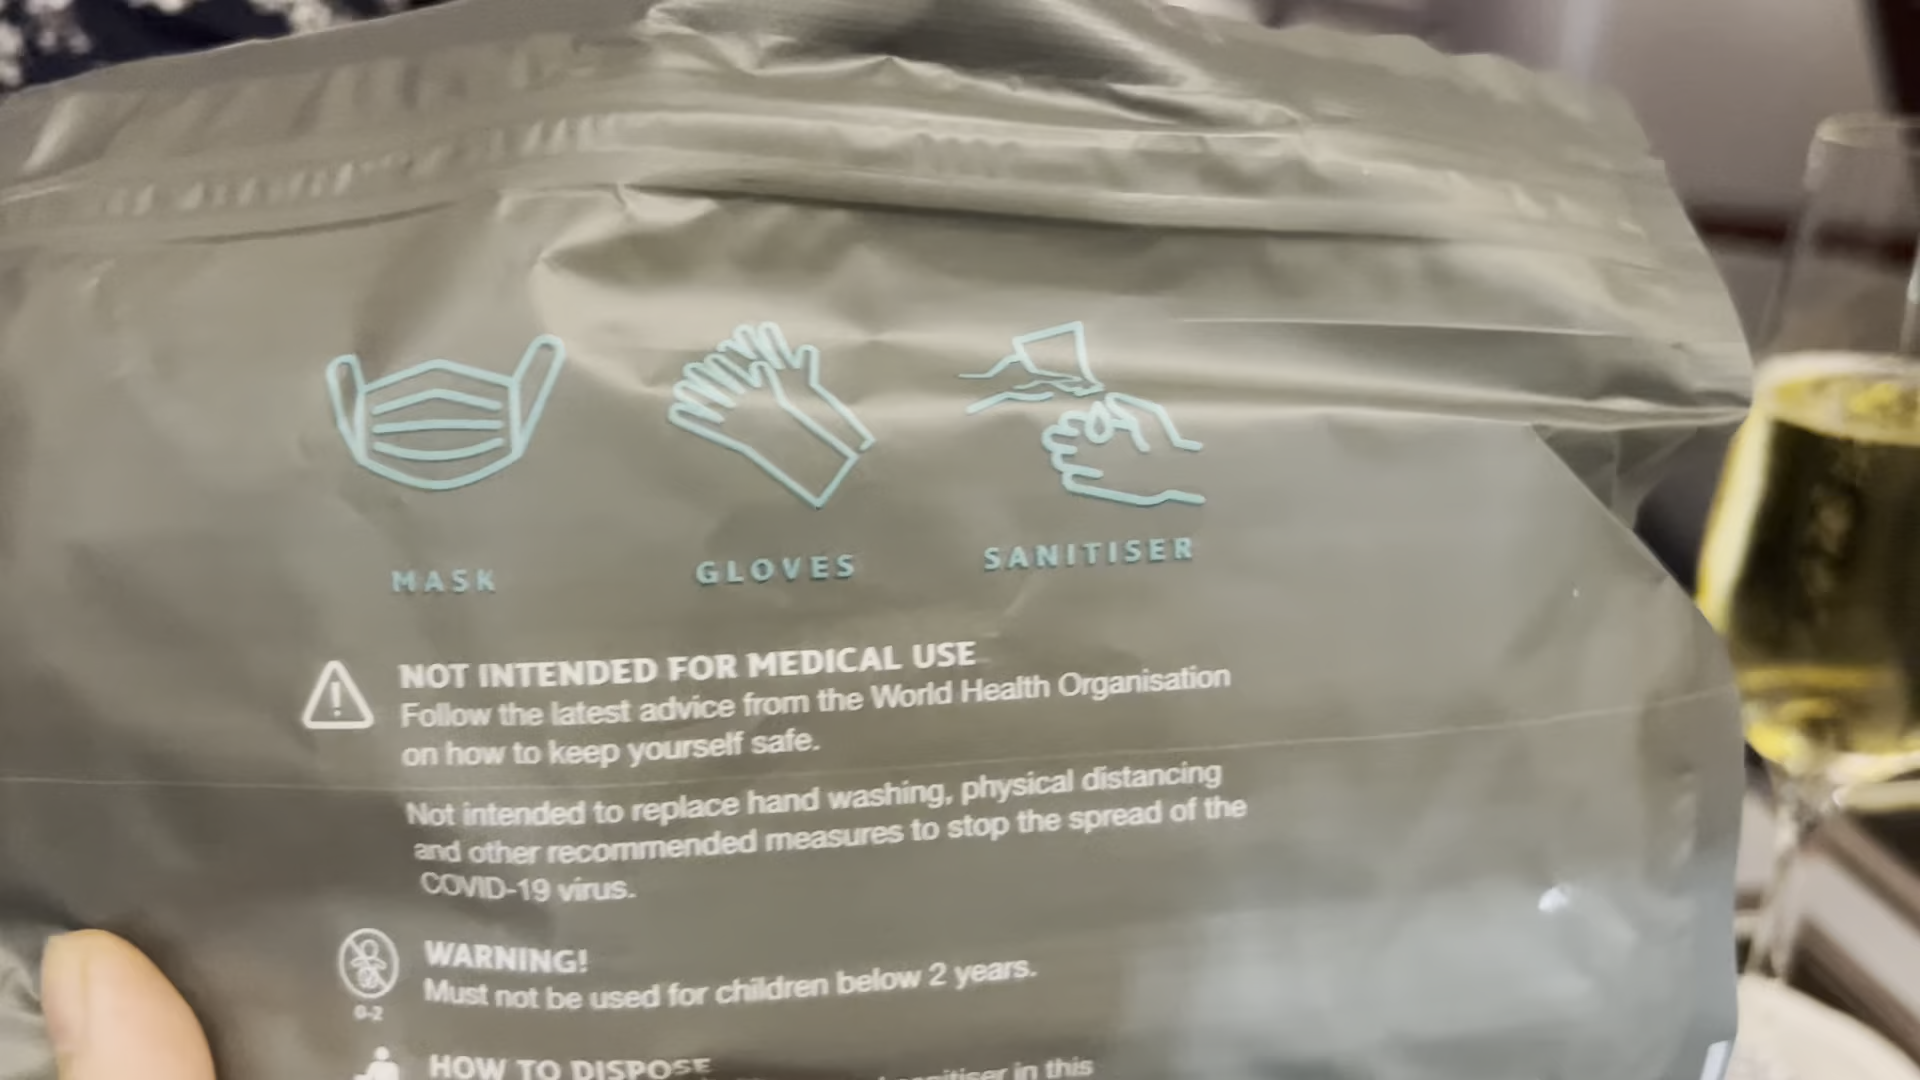 MASK
GLOVES
SANITISER
NOT INTENDED FOR MEDICAL USE
Follow the latest advice from the World Health Organisation
on how to keep yourself safe.
Not intended to replace hand washing, physical distancing
and other recommended measures to stop the spread of the
COVID-19 virus.
WARNING!
Must not be used for children below 2 years.
0-2
HOW TO DISPOSE
sanitiser in this